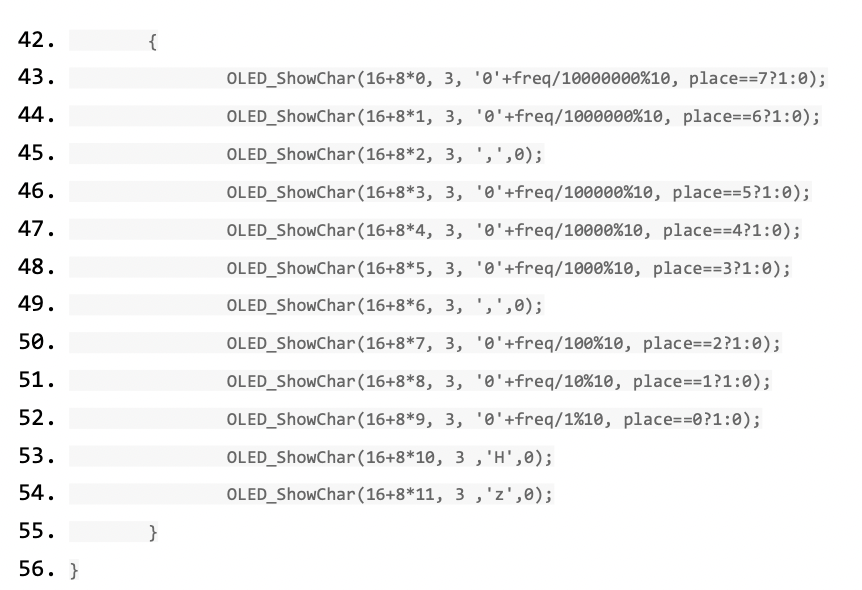 42. {
43. OLED_ShowChar(16+8*0, 3, '0'+freq/10000000%10, place==7?1:0);
44. OLED_ShowChar(16+8*1, 3, '0'+freq/1000000%10, place==6?1:0);
45. OLED_ShowChar(16+8*2, 3, ',',0);
46. OLED_ShowChar(16+8*3, 3, '0'+freq/100000%10, place==5?1:0);
47. OLED_ShowChar(16+8*4, 3, '0'+freq/10000%10, place==4?1:0);
48. OLED_ShowChar(16+8*5, 3, '0'+freq/1000%10, place==3?1:0);
49. OLED_ShowChar(16+8*6, 3, ',',0);
50. OLED_ShowChar(16+8*7, 3, '0'+freq/100%10, place==2?1:0);
51. OLED_ShowChar(16+8*8, 3, '0'+freq/10%10, place==1?1:0);
52. OLED_ShowChar(16+8*9, 3, '0'+freq/1%10, place==0?1:0);
53. OLED_ShowChar(16+8*10, 3 ,'H',0);
54. OLED_ShowChar(16+8*11, 3 ,'z',0);
55. }
56. }